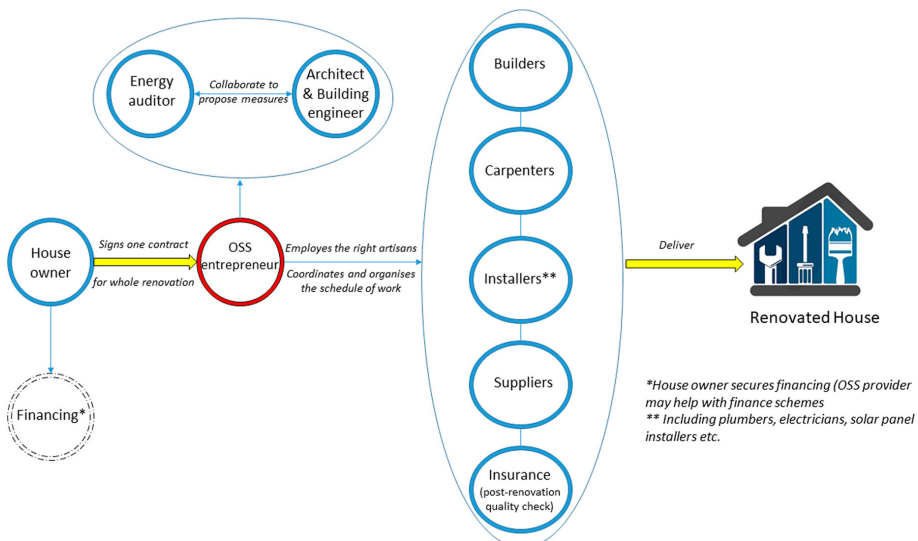 Energy
auditor
Collaborate to
propose measures
Architect
& Building
engineer
Builders
Carpenters
House
owner
Signs one contract
for whole renovation
OSS
entrepreneur
Employes the right artisans
Coordinates and organises
the schedule of work
Installers**
Deliver
Renovated House
Suppliers
Financing*
Insurance
(post-renovation
quality check)
*House owner secures financing (OSS provider
may help with finance schemes
** Including plumbers, electricians, solar panel
installers etc.